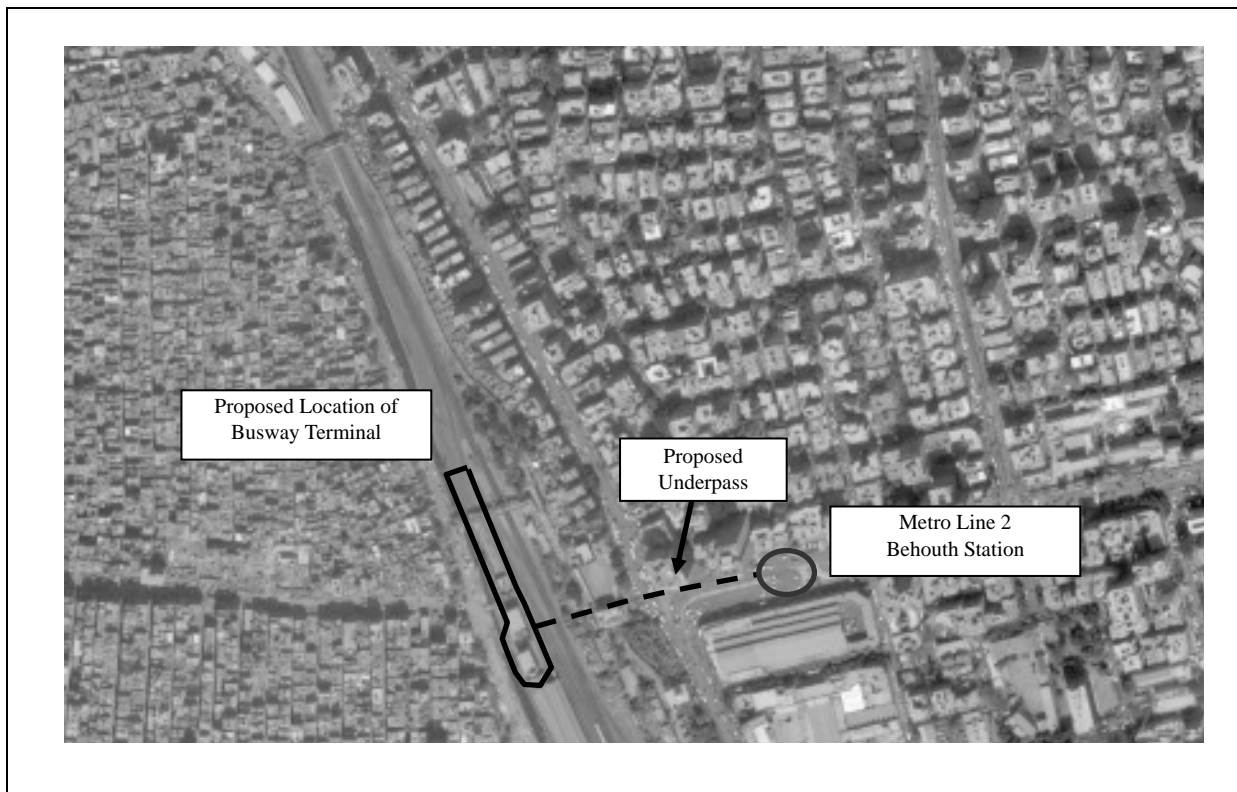 Proposed Location of
Busway Terminal
Proposed
Underpass
Metro Line 2
Behouth Station